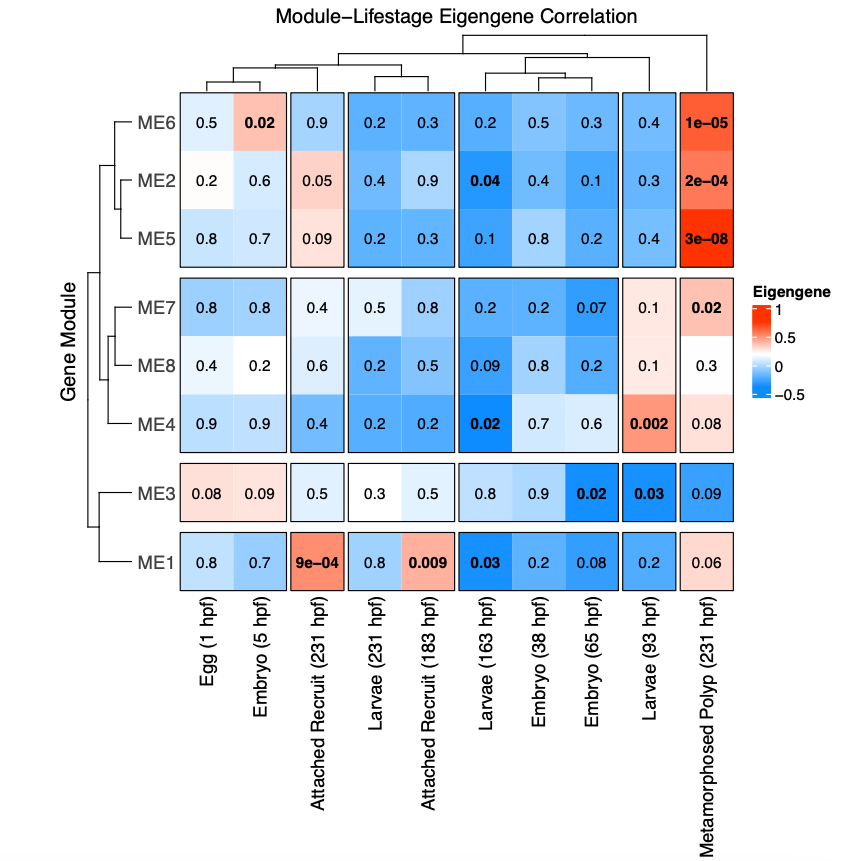 Module−Lifestage Eigengene Correlation
ME6 0.5 0.02 0.9 0.2 0.3 0.2 0.5 0.3 0.4 1e−05
ME2 0.2 0.6 0.05 0.4 0.9 0.04 0.4 0.1 0.3 2e−04
ME5 0.8 0.7 0.09 0.2 0.3 0.1 0.8 0.2 0.4 3e−08
ME7 0.8 0.8 0.4 0.5 0.8 0.2 0.2 0.07 0.1 0.02
ME8 0.4 0.2 0.6 0.2 0.5 0.09 0.8 0.2 0.1 0.3
ME4 0.9 0.9 0.4 0.2 0.2 0.02 0.7 0.6 0.002 0.08
ME3 0.08 0.09 0.5 0.3 0.5 0.8 0.9 0.02 0.03 0.09
ME1 0.8 0.7 9e−04 0.8 0.009 0.03 0.2 0.08 0.2 0.06
Gene Module
Eigengene
1
0.5
0
−0.5
Egg (1 hpf)
Embryo (5 hpf)
Attached Recruit (231 hpf)
Larvae (231 hpf)
Attached Recruit (183 hpf)
Larvae (163 hpf)
Embryo (38 hpf)
Embryo (65 hpf)
Larvae (93 hpf)
Metamorphosed Polyp (231 hpf)